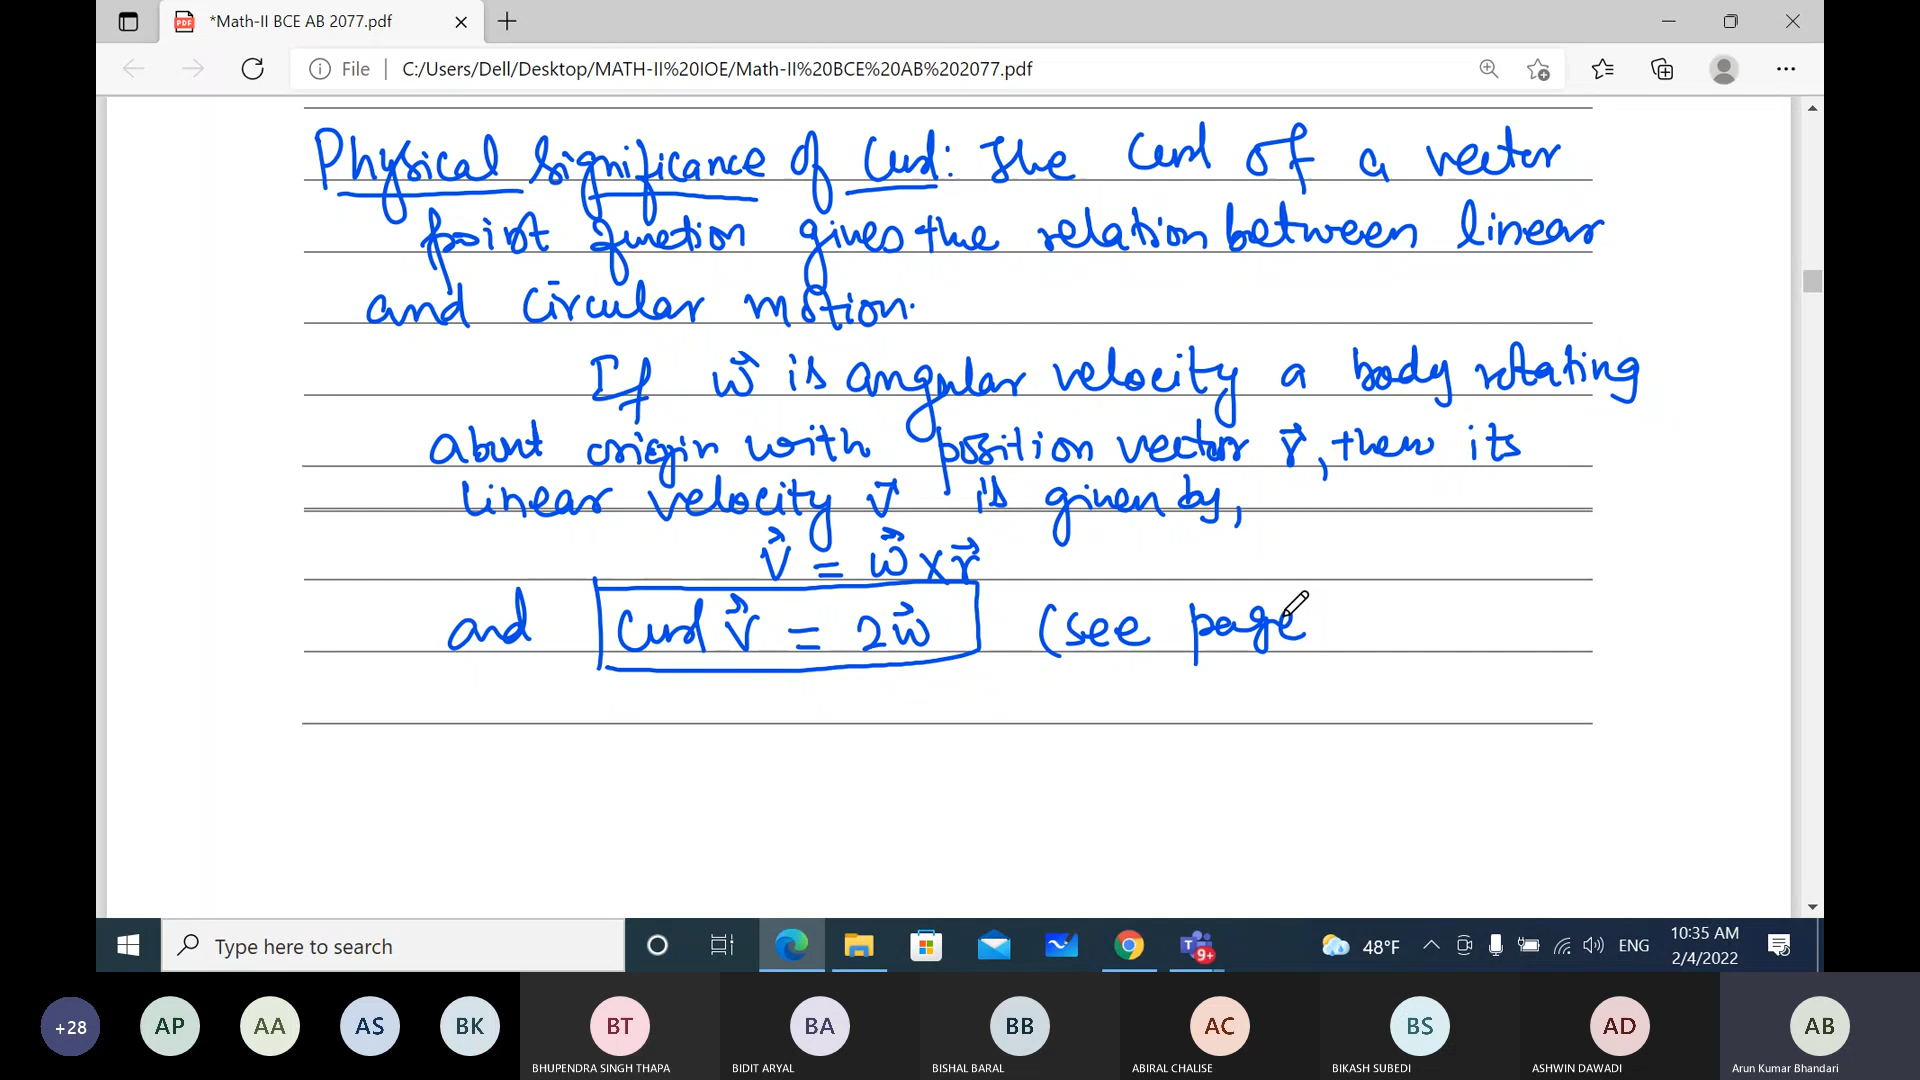 *Math-II BCE AB 2077.pdf
File | C:/Users/Dell/Desktop/MATH-II%20IOE/Math-II%20BCE%20AB%202077.pdf
Physical significance of Curl: The Curl of a vector
point function gives the relation between linear
and circular motion.
If w⃗ is angular velocity a body rotating
about origin with position vector r⃗, then its
linear velocity v⃗ is given by,
v⃗ = w⃗ × r⃗
and Curl v⃗ = 2w⃗ (see page
Type here to search
48°F
ENG
10:35 AM
2/4/2022
9+
+28 AP AA AS BK BT BA BB AC BS AD AB
BHUPENDRA SINGH THAPA BIDIT ARYAL BISHAL BARAL ABIRAL CHALISE BIKASH SUBEDI ASHWIN DAWADI Arun Kumar Bhandari